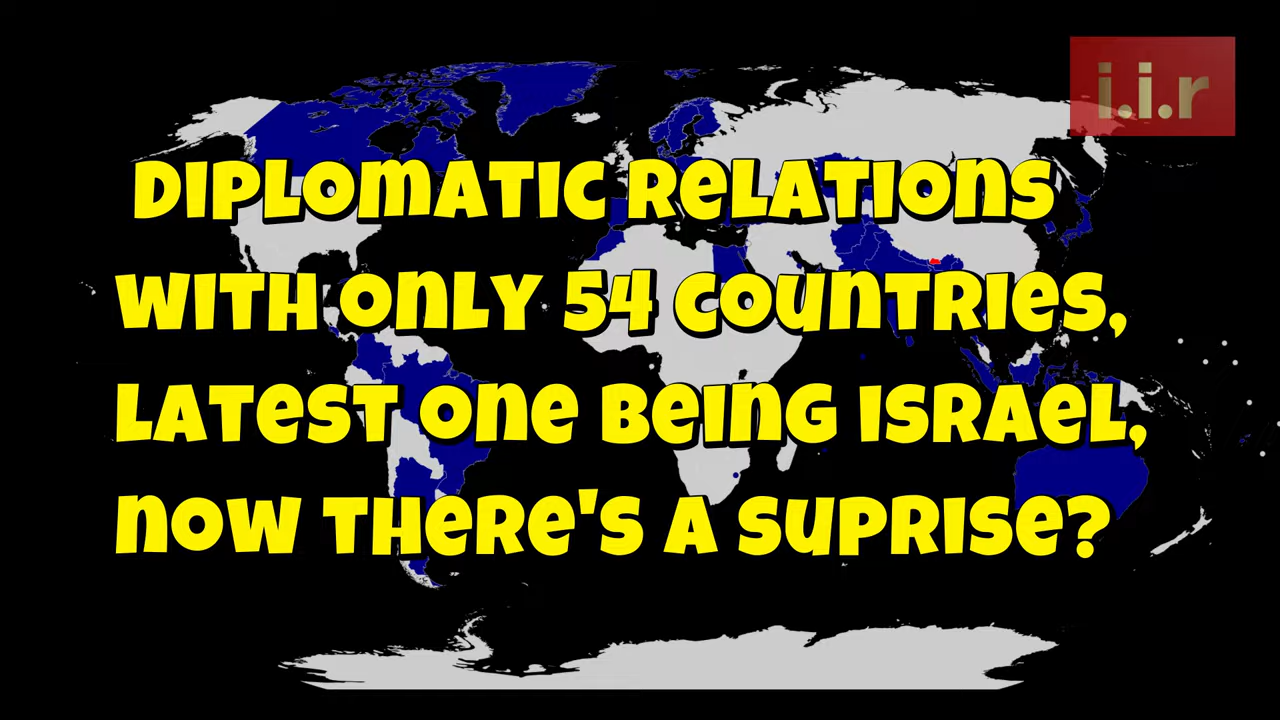 i.i.r
DIPLOMATIC RELATIONS
WITH ONLY 54 COUNTRIES,
LATEST ONE BEING ISRAEL,
NOW THERE'S A SUPRISE?